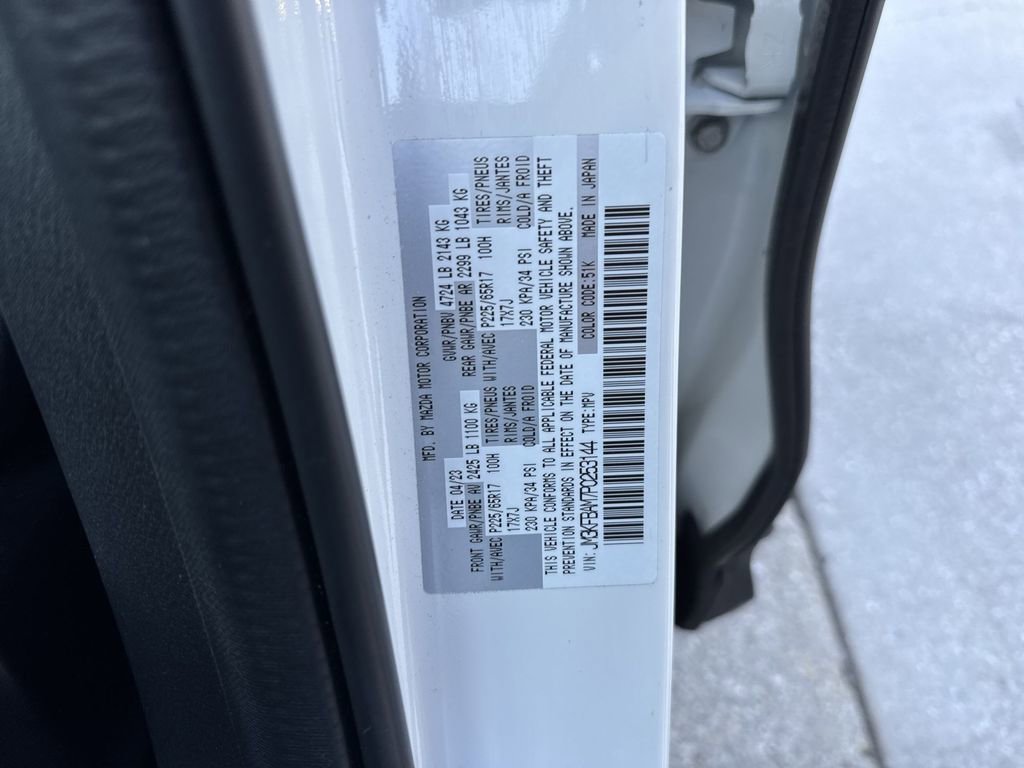 MFD. BY MAZDA MOTOR CORPORATION
DATE 04/23 GVWR/PNBV 4724 LB 2143 KG
FRONT GAWR/PNBE AV 2425 LB 1100 KG REAR GAWR/PNBE AR 2299 LB 1043 KG
TIRES/PNEUS TIRES/PNEUS
WITH/AVEC P225/65R17 100H RIMS/JANTES WITH/AVEC P225/65R17 100H RIMS/JANTES
17X7J 17X7J
230 KPA/34 PSI COLD/A FROID 230 KPA/34 PSI COLD/A FROID
THIS VEHICLE CONFORMS TO ALL APPLICABLE FEDERAL MOTOR VEHICLE SAFETY AND THEFT
PREVENTION STANDARDS IN EFFECT ON THE DATE OF MANUFACTURE SHOWN ABOVE.
VIN: JM3KFBAM7P0253144 TYPE:MPV COLOR CODE:51K MADE IN JAPAN